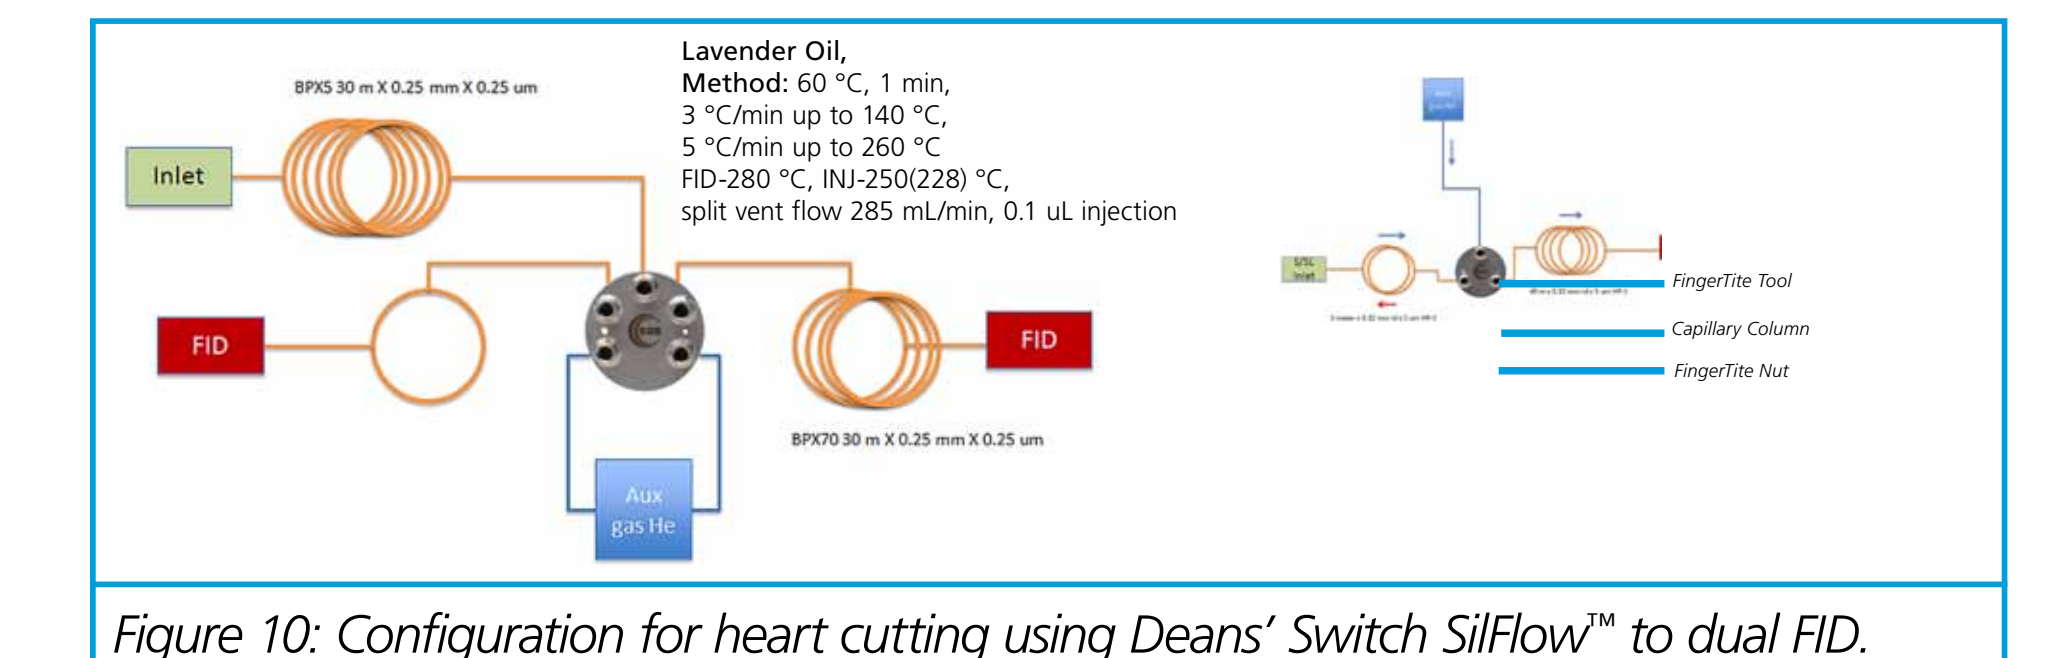 BPX5 30 m X 0.25 mm X 0.25 um
Lavender Oil,
Method: 60 °C, 1 min,
3 °C/min up to 140 °C,
5 °C/min up to 260 °C
FID-280 °C, INJ-250(228) °C,
split vent flow 285 mL/min, 0.1 uL injection
Inlet
FID
FID
BPX70 30 m X 0.25 mm X 0.25 um
Aux
gas He
S/SL
Inlet
FingerTite Tool
Capillary Column
FingerTite Nut
Figure 10: Configuration for heart cutting using Deans’ Switch SilFlow™ to dual FID.